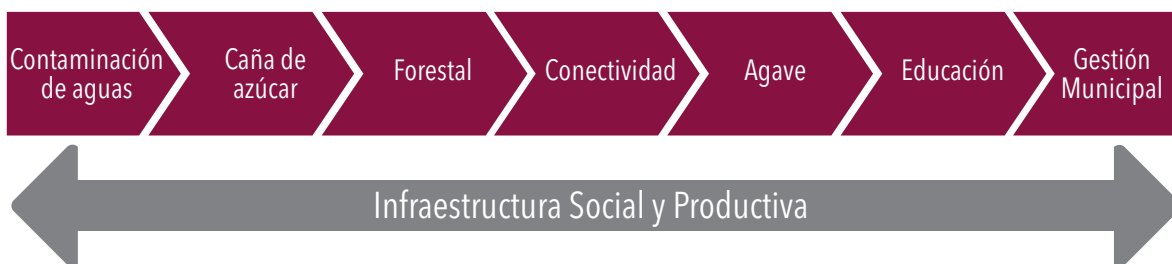 Contaminación
de aguas
Caña de
azúcar
Forestal
Conectividad
Agave
Educación
Gestión
Municipal
Infraestructura Social y Productiva